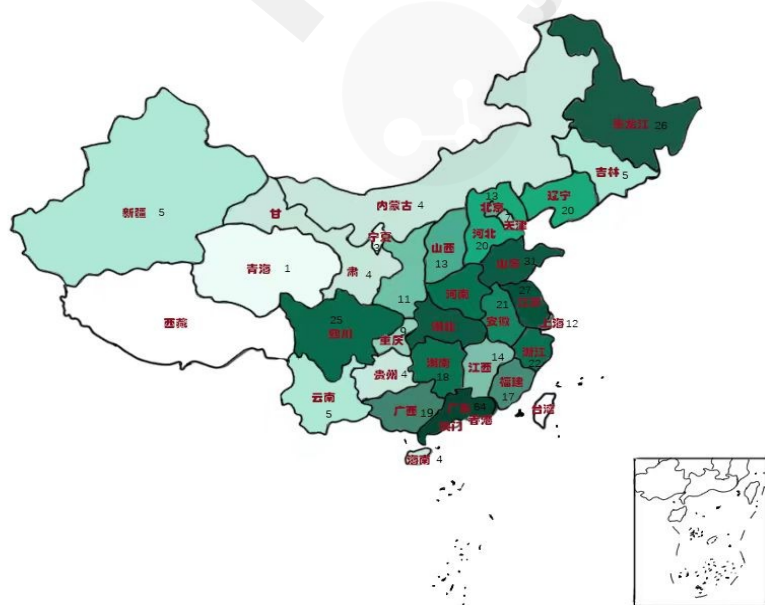 黑龙江 26
吉林 5
辽宁
20
内蒙古 4
新疆 5
甘
13
北京
7
天津
宁夏
3
山西
13
河北
20
青海 1
肃 4
山东 31
11
河南
27
江苏
21
安徽
上海 12
西藏
25
四川
9
重庆
湖北
浙江
22
湖南
18
江西
14
贵州 4
福建
17
云南
5
广西 19
广东 64
香港
澳门
台湾
海南 4